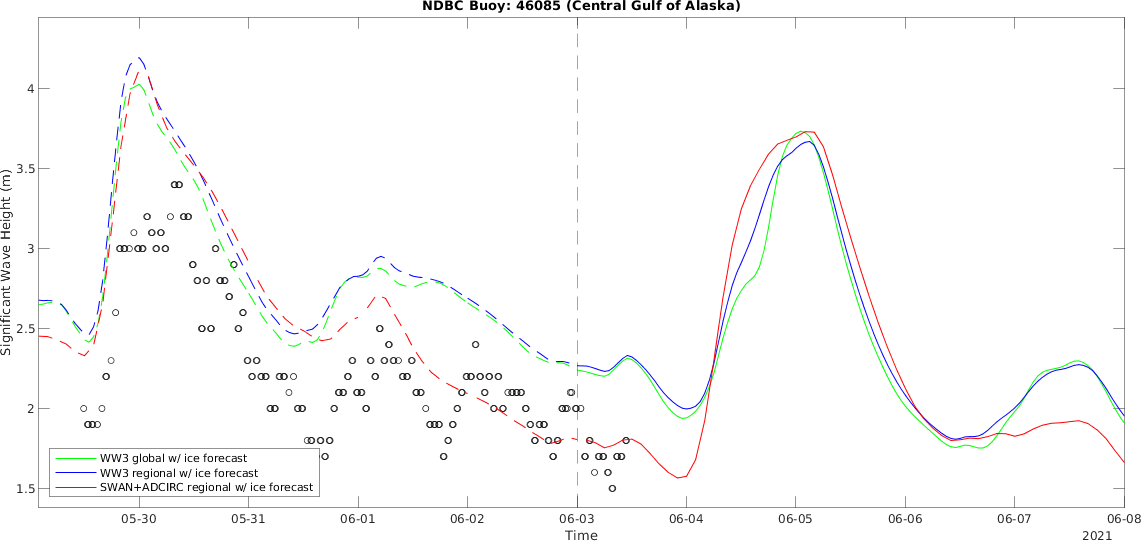 NDBC Buoy: 46085 (Central Gulf of Alaska)
Significant Wave Height (m)
4
3.5
3
2.5
2
1.5
WW3 global w/ ice forecast
WW3 regional w/ ice forecast
SWAN+ADCIRC regional w/ ice forecast
05-30 05-31 06-01 06-02 06-03 06-04 06-05 06-06 06-07 06-08
Time
2021